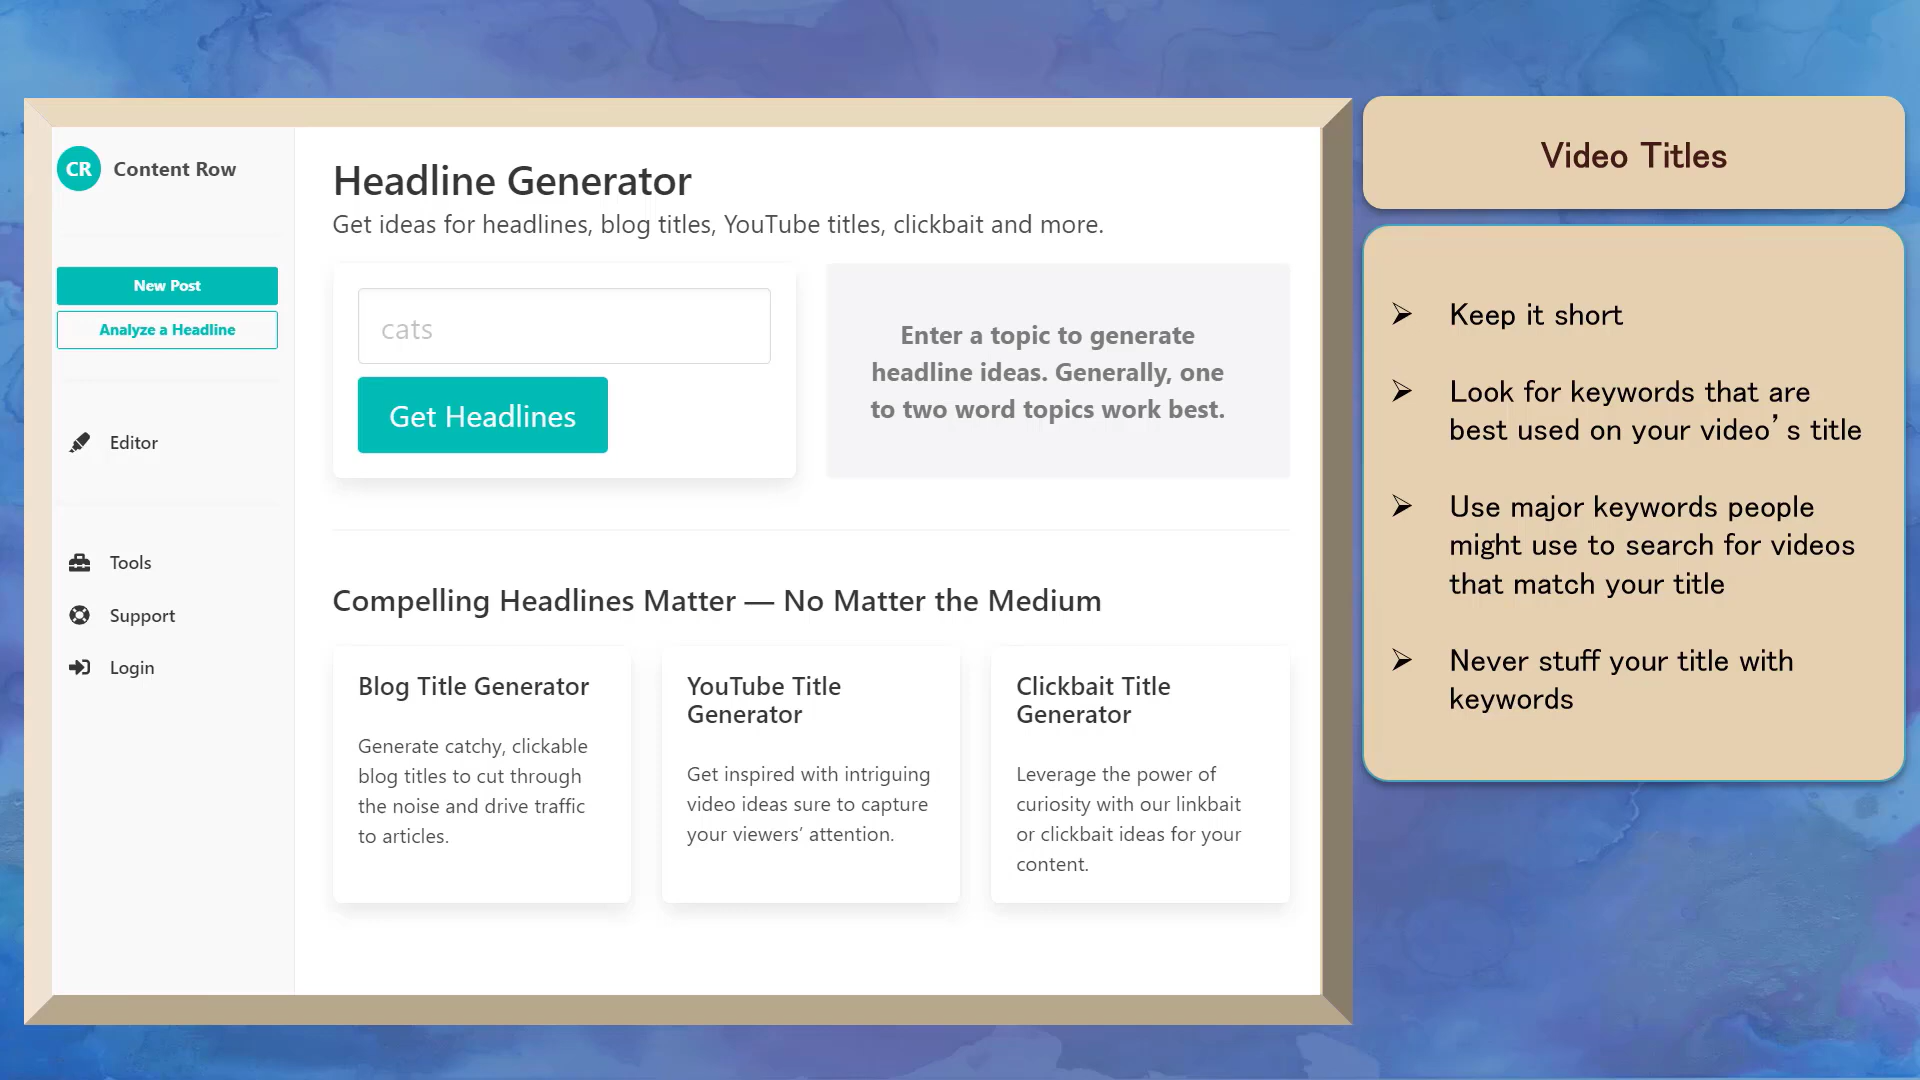 CR Content Row
New Post
Analyze a Headline
Editor
Tools
Support
Login
Headline Generator
Get ideas for headlines, blog titles, YouTube titles, clickbait and more.
cats
Get Headlines
Enter a topic to generate
headline ideas. Generally, one
to two word topics work best.
Compelling Headlines Matter — No Matter the Medium
Blog Title Generator
Generate catchy, clickable
blog titles to cut through
the noise and drive traffic
to articles.
YouTube Title
Generator
Get inspired with intriguing
video ideas sure to capture
your viewers’ attention.
Clickbait Title
Generator
Leverage the power of
curiosity with our linkbait
or clickbait ideas for your
content.
Video Titles
➢ Keep it short
➢ Look for keywords that are
best used on your video’s title
➢ Use major keywords people
might use to search for videos
that match your title
➢ Never stuff your title with
keywords